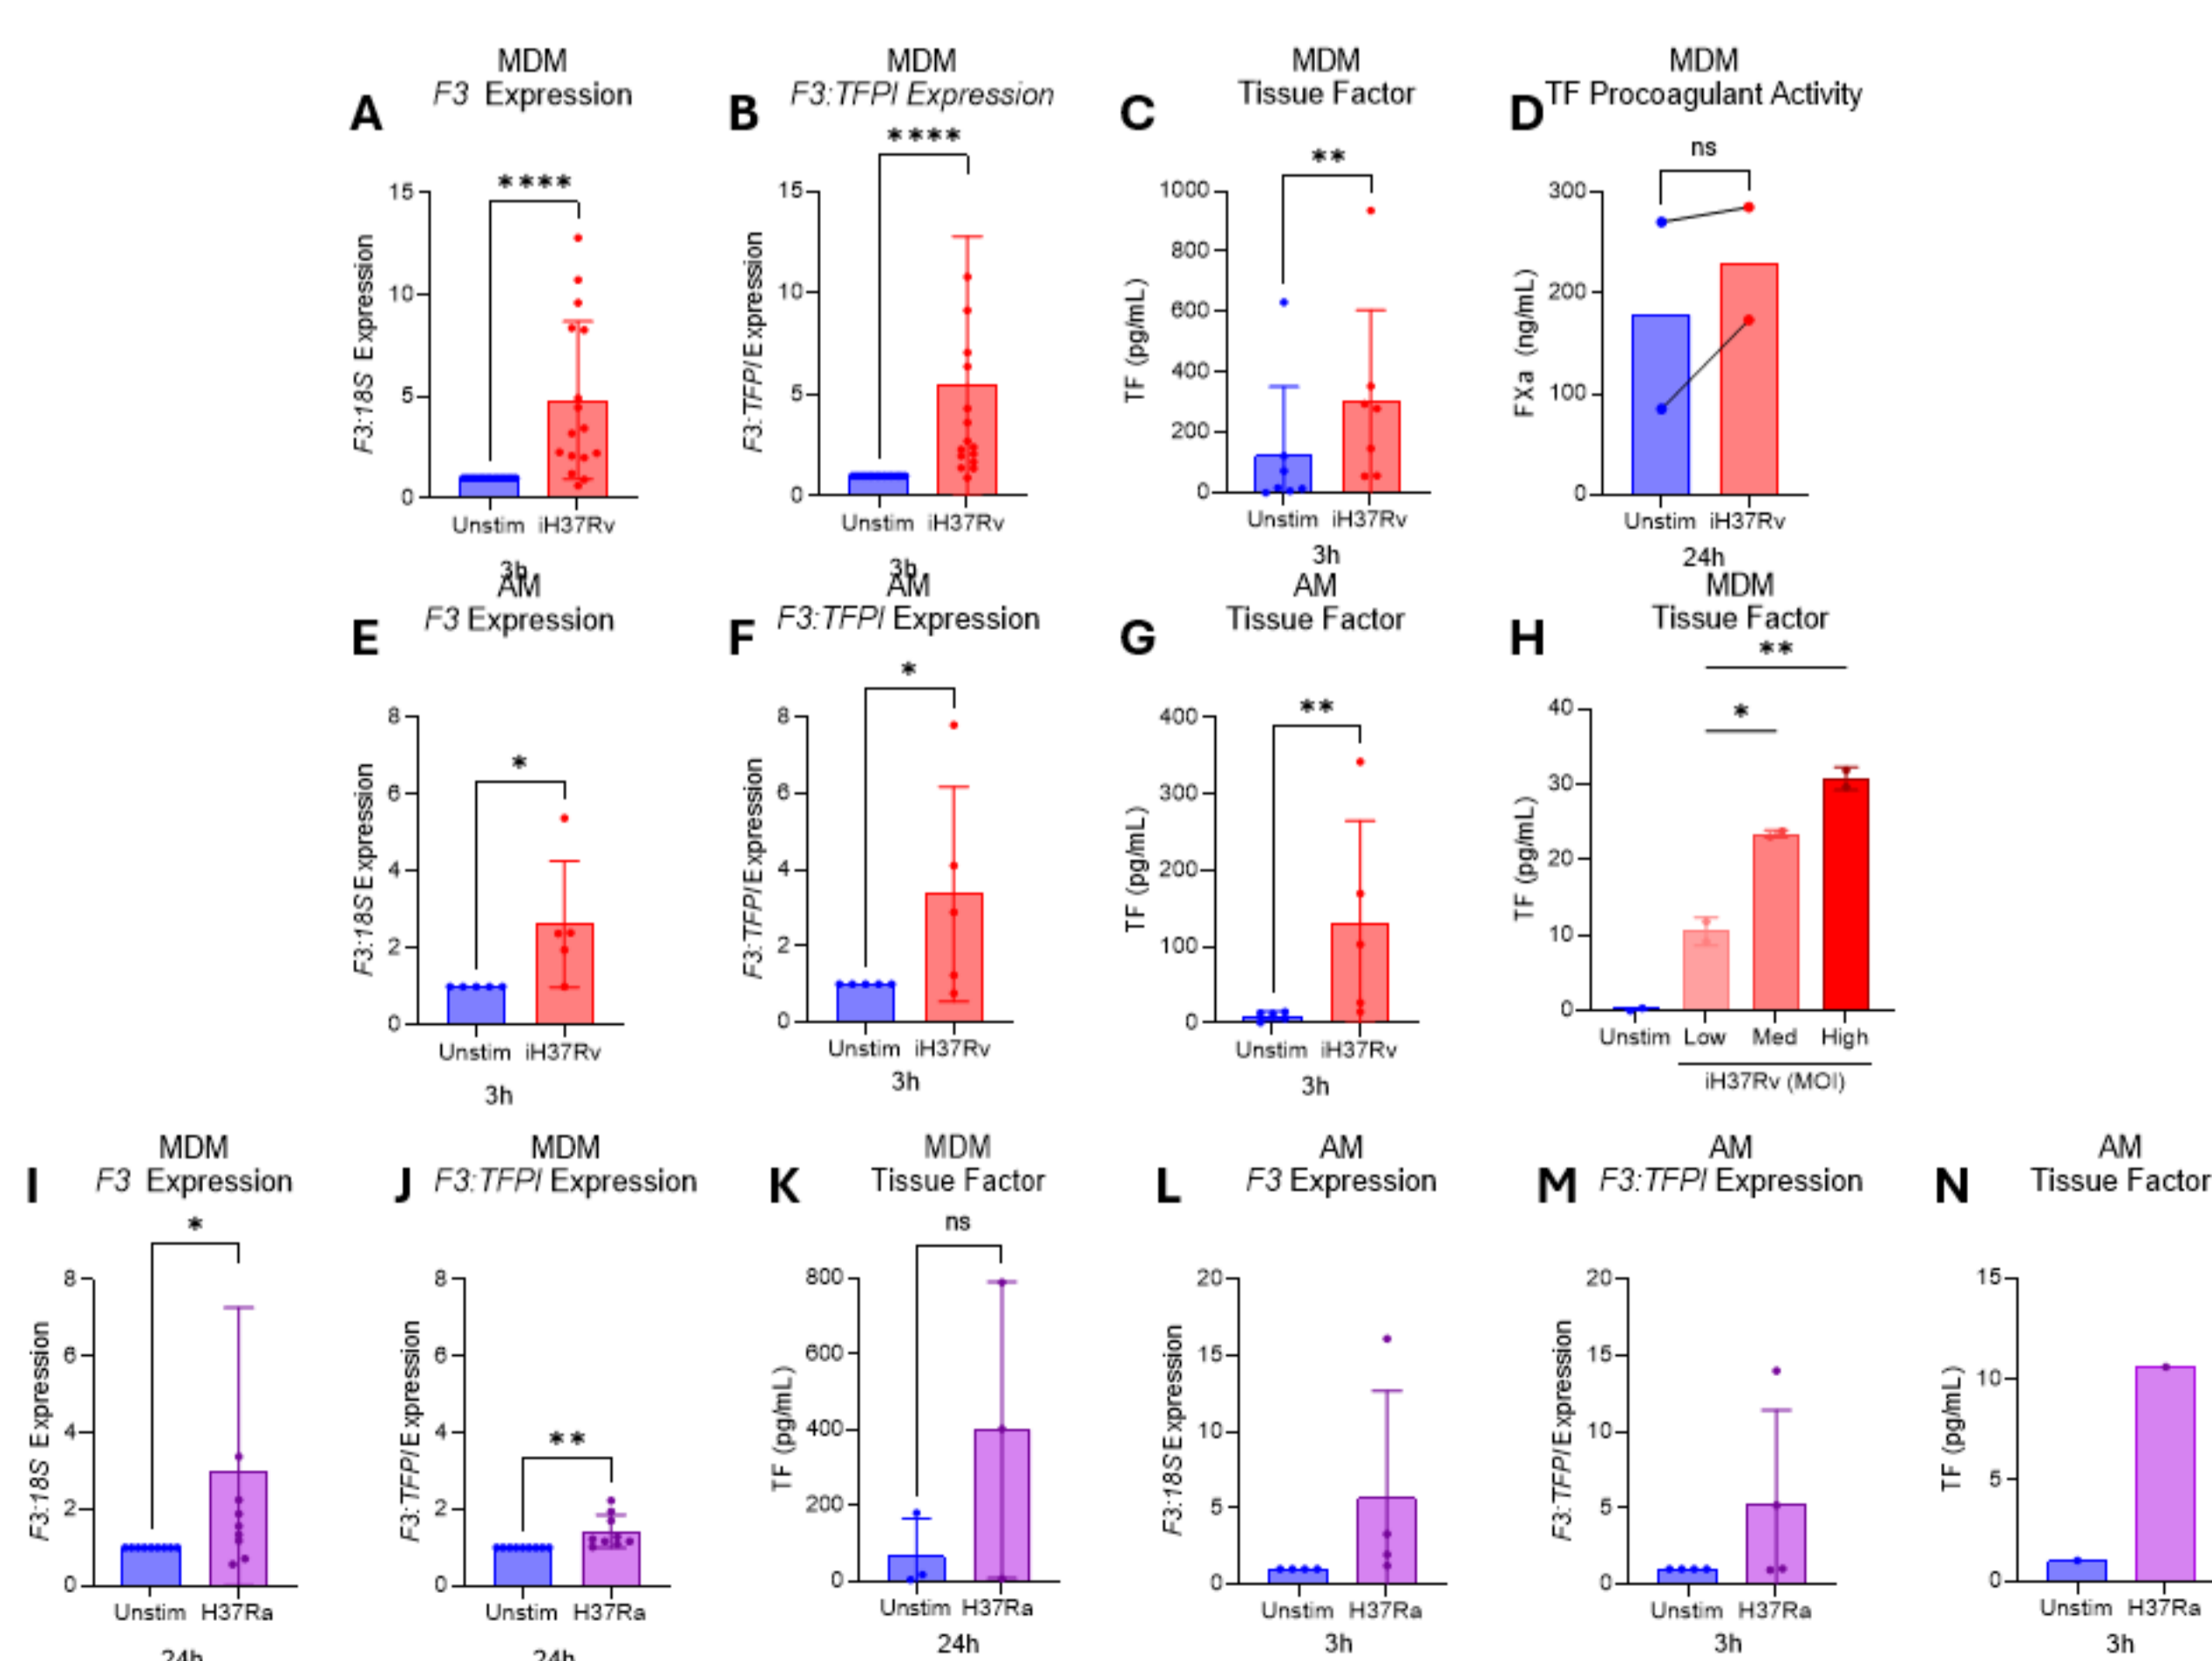 A
MDM
F3 Expression
****
F3:18S Expression
15
10
5
0
Unstim iH37Rv
3h
B
MDM
F3:TFPI Expression
****
F3:TFPI Expression
15
10
5
0
Unstim iH37Rv
3h
C
MDM
Tissue Factor
**
TF (pg/mL)
1000
800
600
400
200
0
Unstim iH37Rv
3h
D
MDM
TF Procoagulant Activity
ns
FXa (ng/mL)
300
200
100
0
Unstim iH37Rv
24h
E
AM
F3 Expression
*
F3:18S Expression
8
6
4
2
0
Unstim iH37Rv
3h
F
AM
F3:TFPI Expression
*
F3:TFPI Expression
8
6
4
2
0
Unstim iH37Rv
3h
G
AM
Tissue Factor
**
TF (pg/mL)
400
300
200
100
0
Unstim iH37Rv
3h
H
MDM
Tissue Factor
**
*
TF (pg/mL)
40
30
20
10
0
Unstim Low Med High
iH37Rv (MOI)
I
MDM
F3 Expression
*
F3:18S Expression
8
6
4
2
0
Unstim H37Ra
24h
J
MDM
F3:TFPI Expression
**
F3:TFPI Expression
8
6
4
2
0
Unstim H37Ra
24h
K
MDM
Tissue Factor
ns
TF (pg/mL)
800
600
400
200
0
Unstim H37Ra
24h
L
AM
F3 Expression
F3:18S Expression
20
15
10
5
0
Unstim H37Ra
3h
M
AM
F3:TFPI Expression
F3:TFPI Expression
20
15
10
5
0
Unstim H37Ra
3h
N
AM
Tissue Factor
TF (pg/mL)
15
10
5
0
Unstim H37Ra
3h